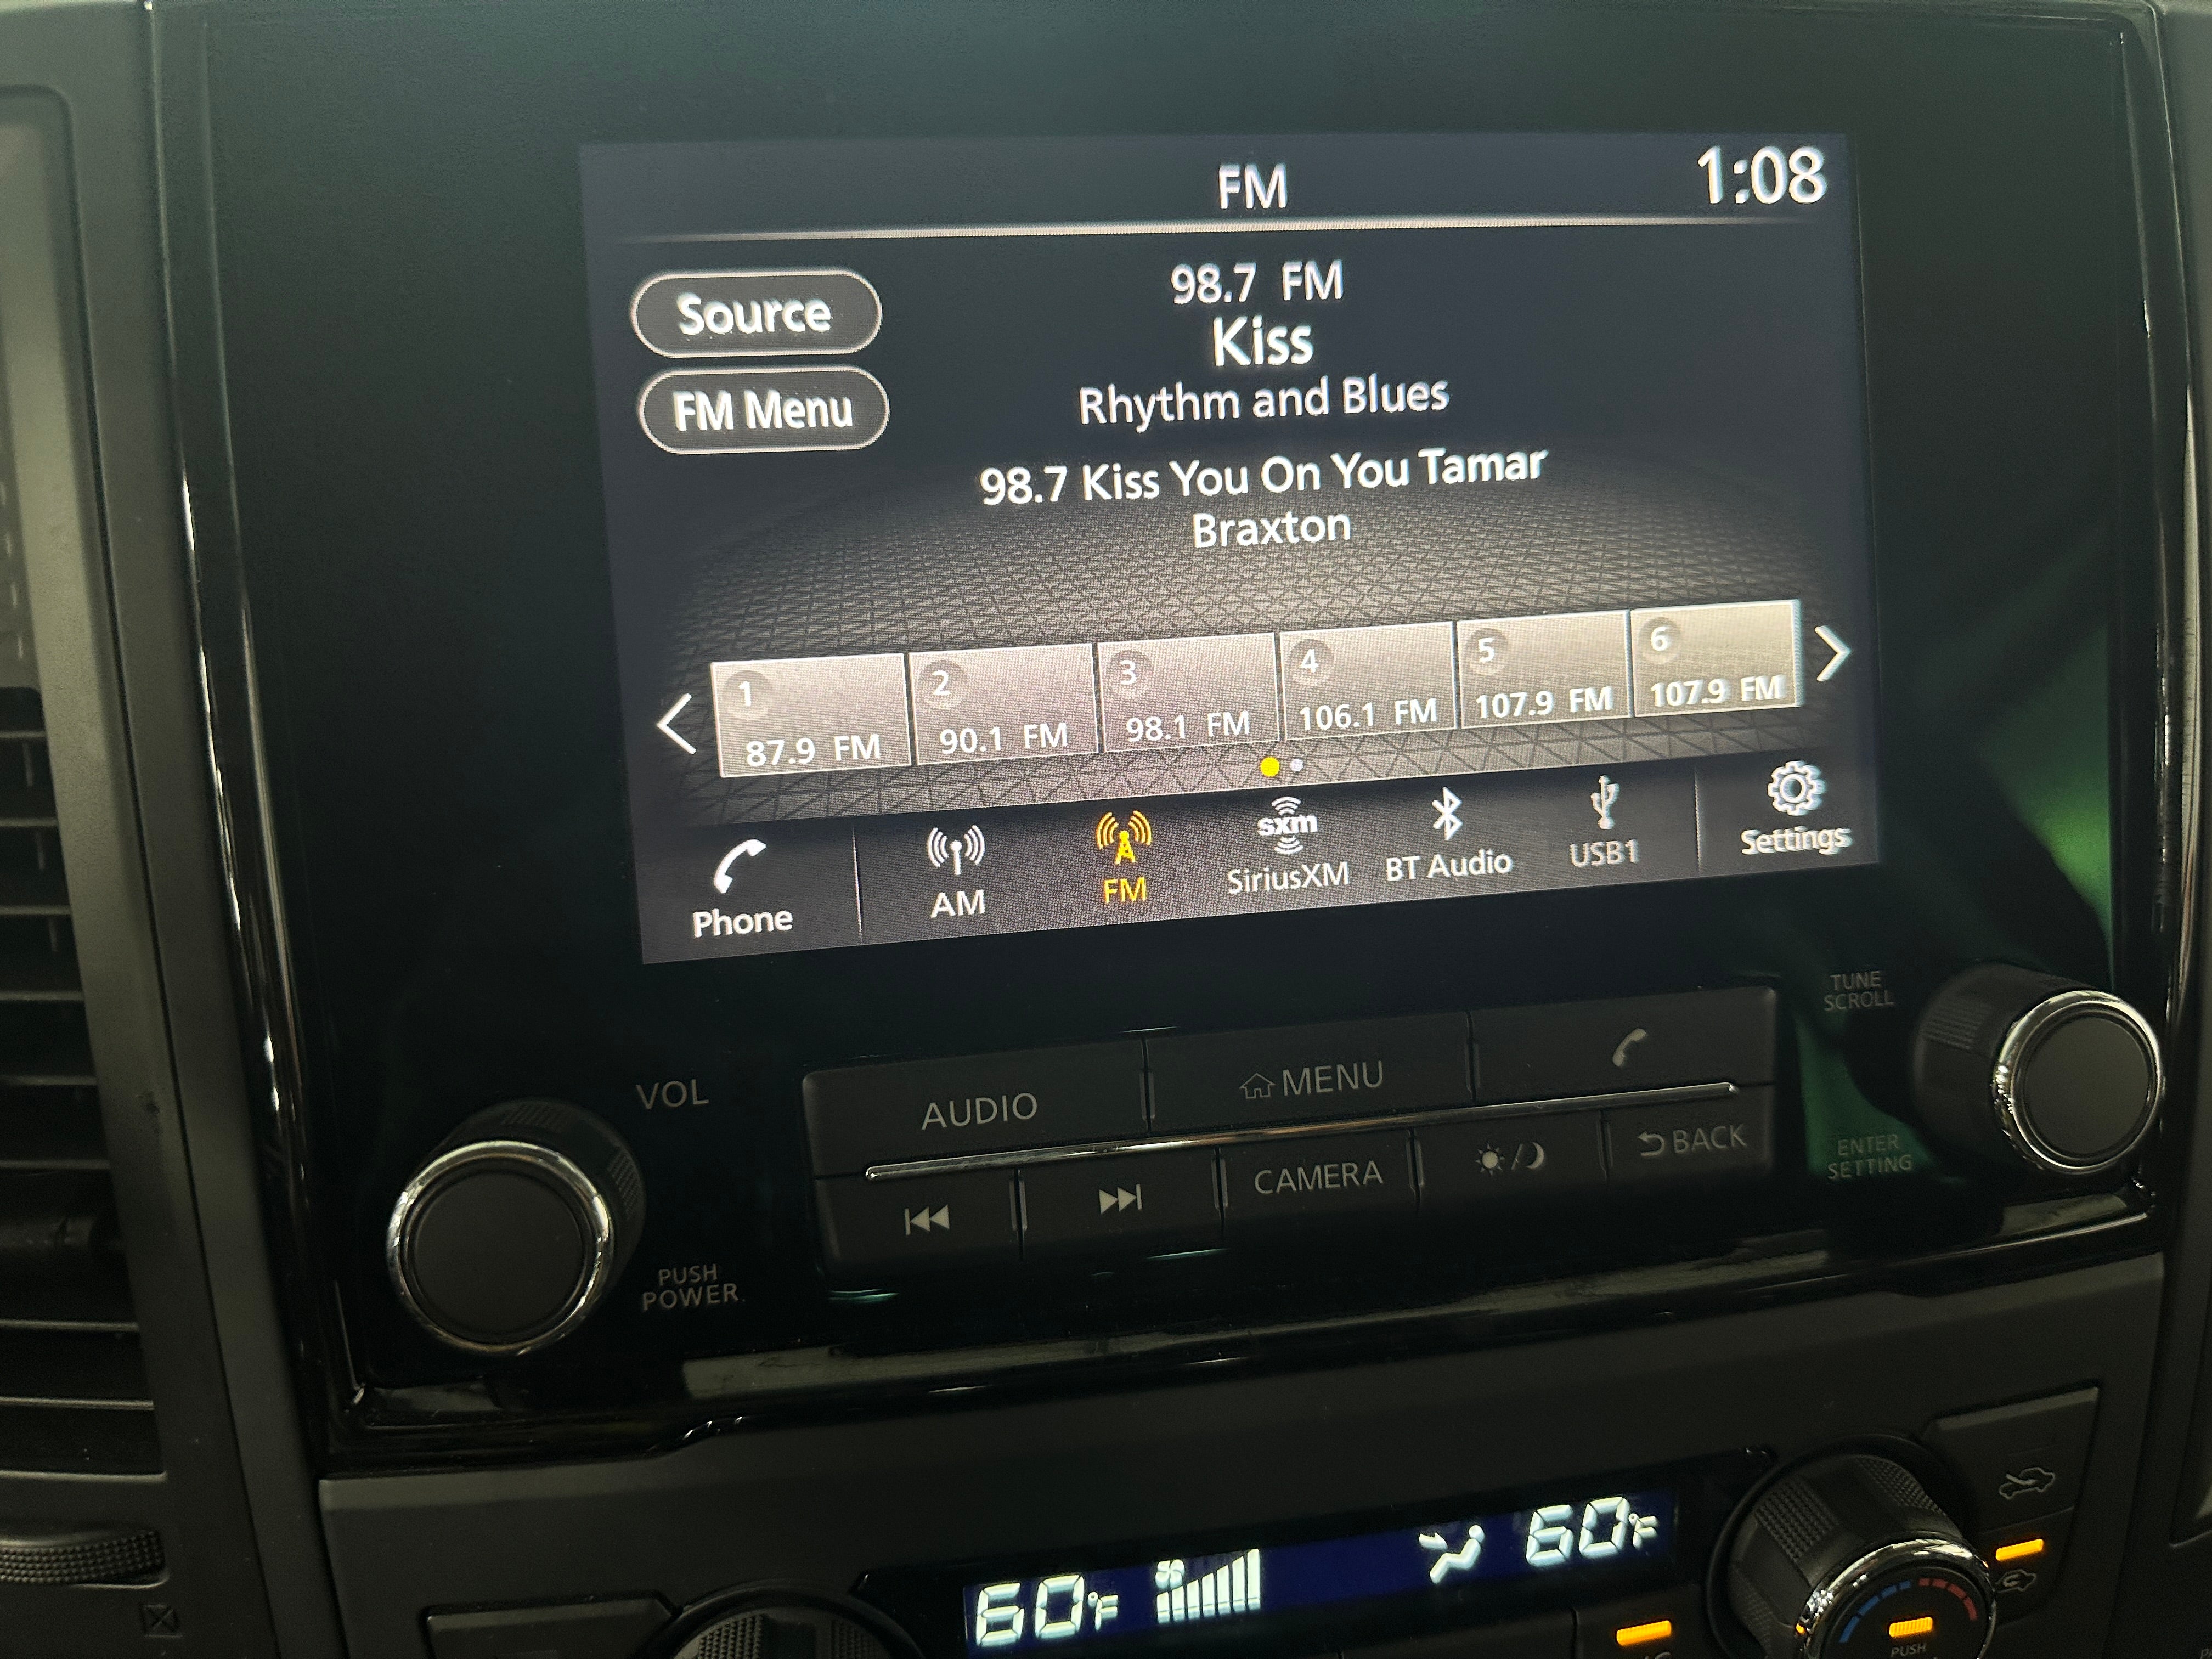 FM
1:08
Source
FM Menu
98.7 FM
Kiss
Rhythm and Blues
98.7 Kiss You On You Tamar
Braxton
1
87.9 FM
2
90.1 FM
3
98.1 FM
4
106.1 FM
5
107.9 FM
6
107.9 FM
Phone
AM
FM
sxm
SiriusXM
BT Audio
USB1
Settings
TUNE
SCROLL
VOL
AUDIO
MENU
CAMERA
BACK
ENTER
SETTING
PUSH
POWER
60°F
60°F
PUSH